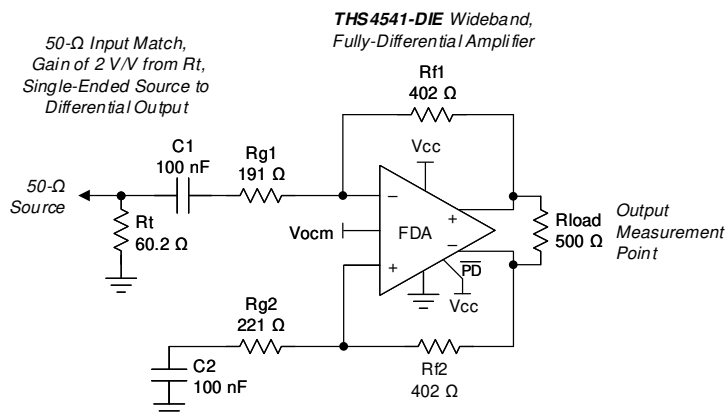 THS4541-DIE Wideband,
Fully-Differential Amplifier
50-Ω Input Match,
Gain of 2 V/V from Rt,
Single-Ended Source to
Differential Output
Rf1
402 Ω
Vcc
C1
100 nF
Rg1
191 Ω
50-Ω
Source
Rt
60.2 Ω
Vocm
−
+
FDA
+
−
PD
Vcc
Rload
500 Ω
Output
Measurement
Point
Rg2
221 Ω
C2
100 nF
Rf2
402 Ω